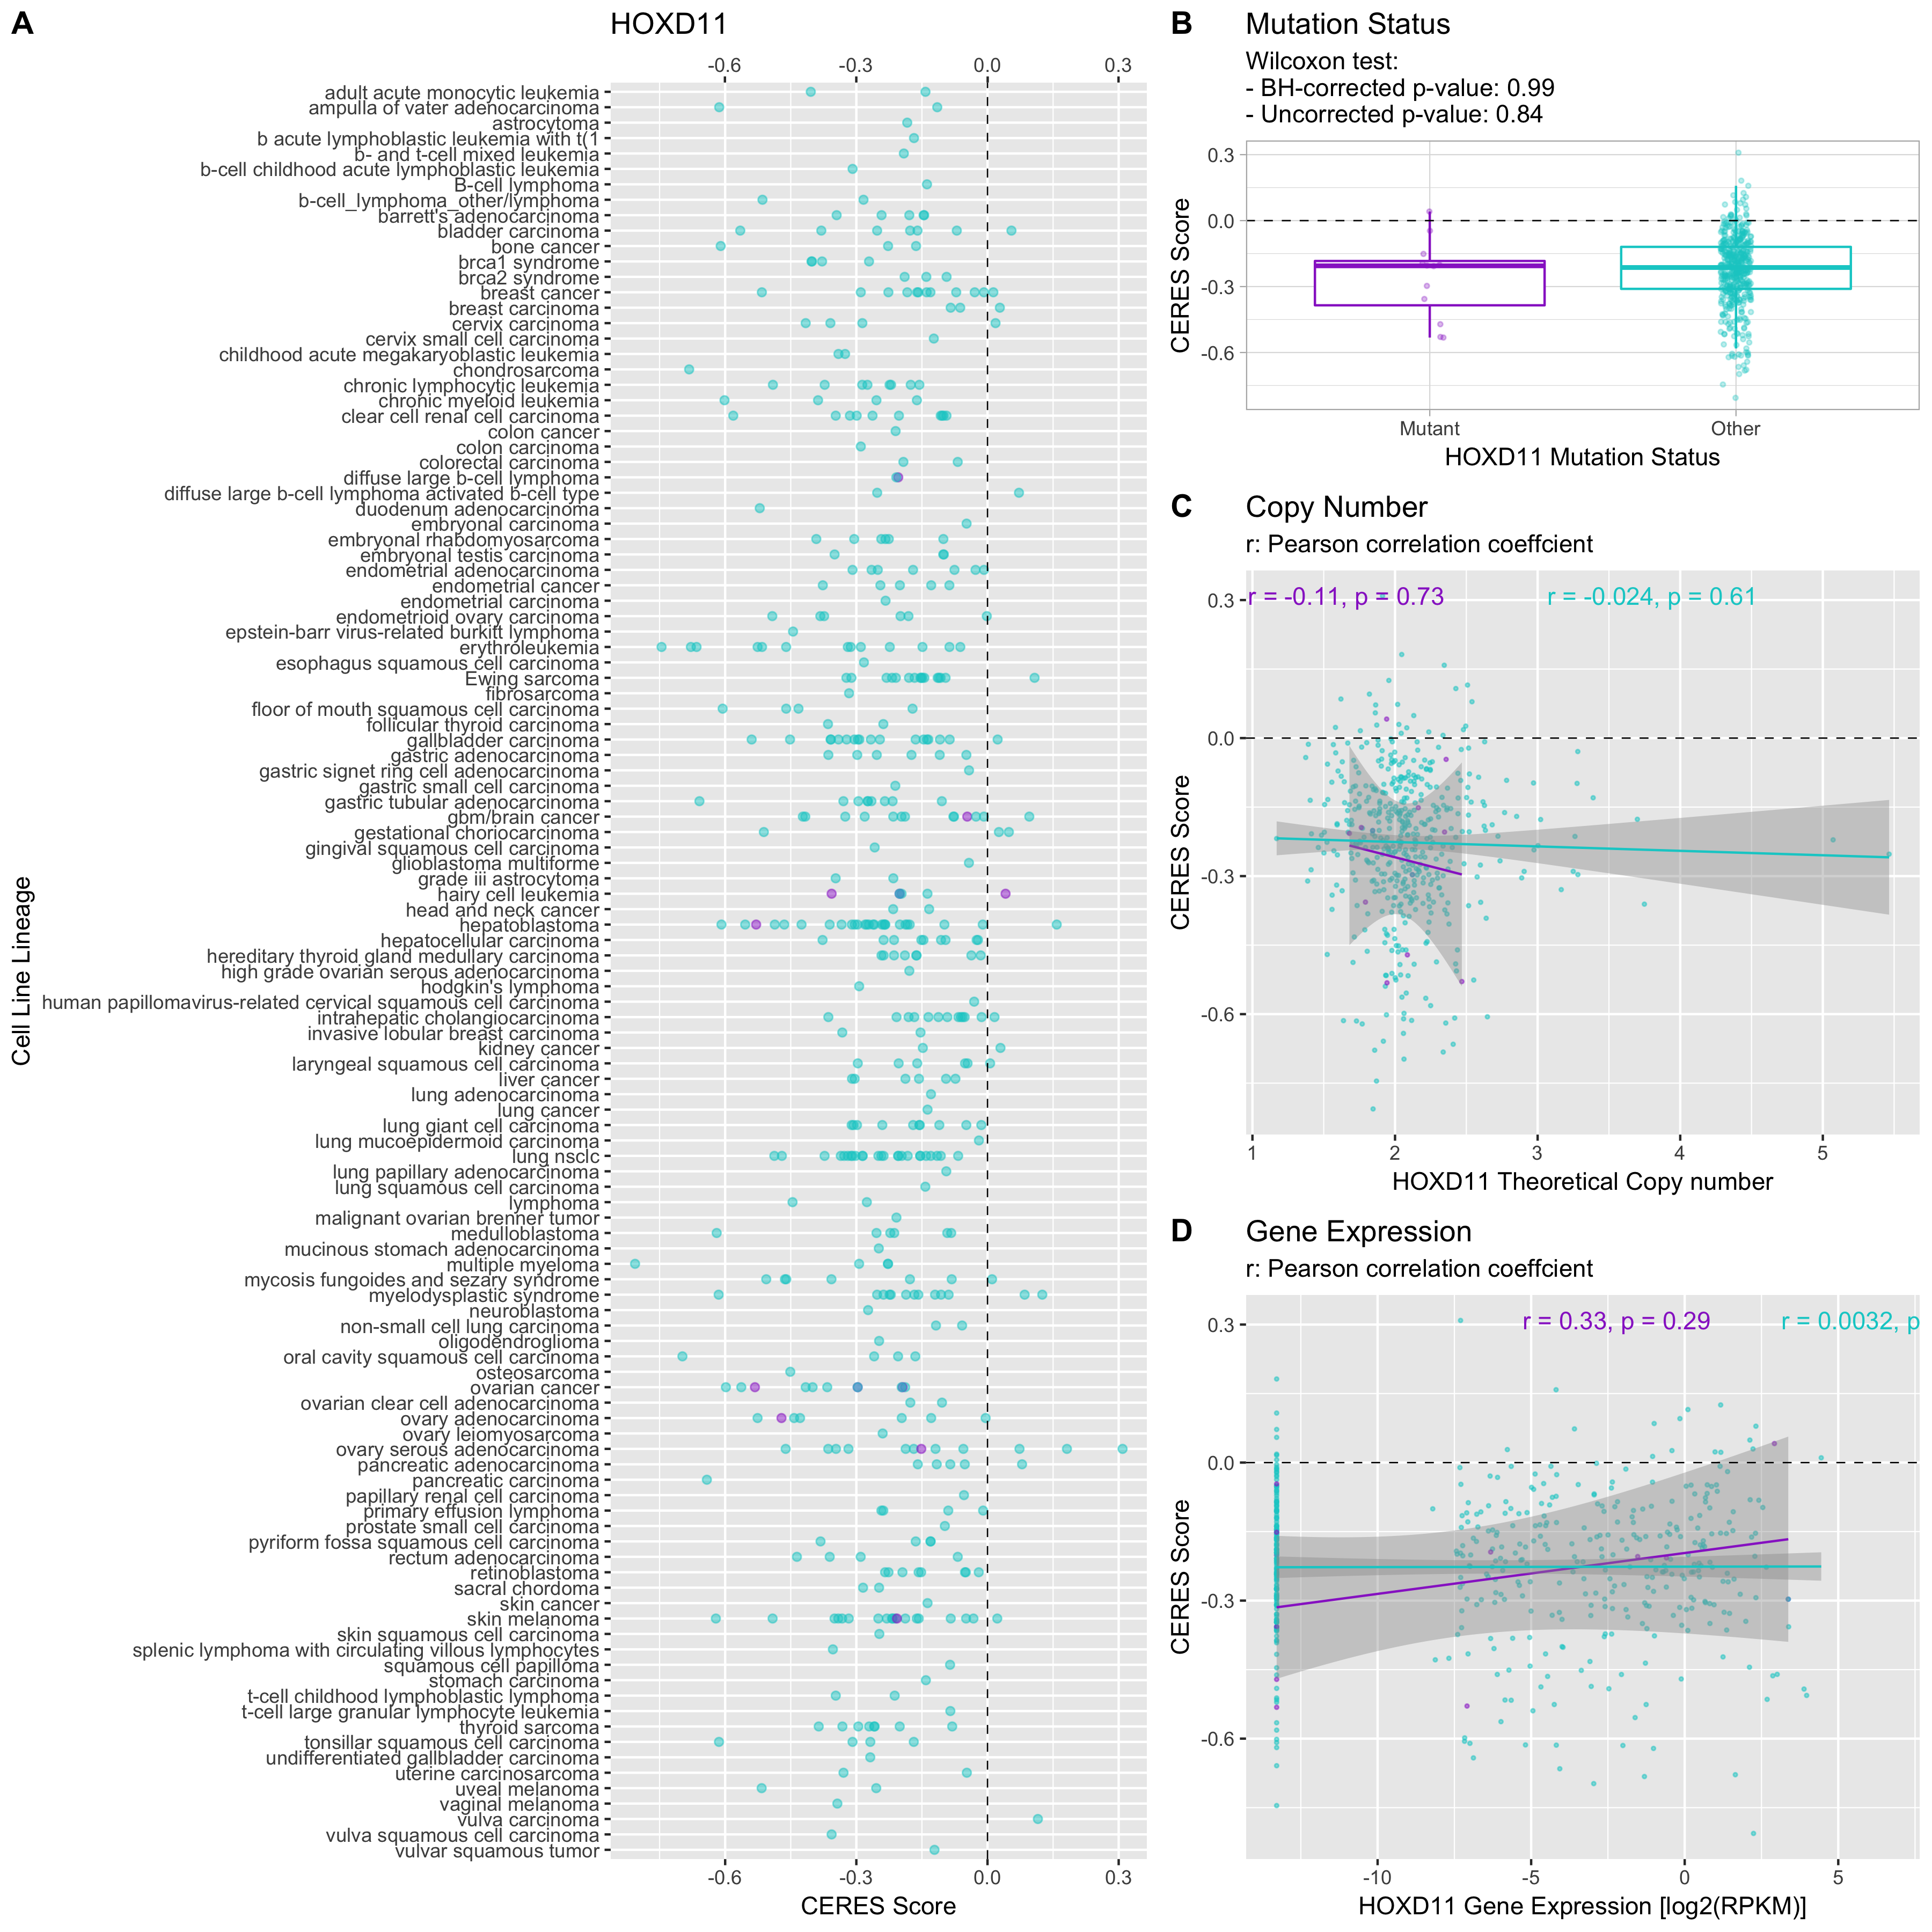 A
HOXD11
-0.6 -0.3 0.0 0.3
adult acute monocytic leukemia
ampulla of vater adenocarcinoma
astrocytoma
b acute lymphoblastic leukemia with t(1
b- and t-cell mixed leukemia
b-cell childhood acute lymphoblastic leukemia
B-cell lymphoma
b-cell_lymphoma_other/lymphoma
barrett's adenocarcinoma
bladder carcinoma
bone cancer
brca1 syndrome
brca2 syndrome
breast cancer
breast carcinoma
cervix carcinoma
cervix small cell carcinoma
childhood acute megakaryoblastic leukemia
chondrosarcoma
chronic lymphocytic leukemia
chronic myeloid leukemia
clear cell renal cell carcinoma
colon cancer
colon carcinoma
colorectal carcinoma
diffuse large b-cell lymphoma
diffuse large b-cell lymphoma activated b-cell type
duodenum adenocarcinoma
embryonal carcinoma
embryonal rhabdomyosarcoma
embryonal testis carcinoma
endometrial adenocarcinoma
endometrial cancer
endometrial carcinoma
endometrioid ovary carcinoma
epstein-barr virus-related burkitt lymphoma
erythroleukemia
esophagus squamous cell carcinoma
Ewing sarcoma
fibrosarcoma
floor of mouth squamous cell carcinoma
follicular thyroid carcinoma
gallbladder carcinoma
gastric adenocarcinoma
gastric signet ring cell adenocarcinoma
gastric small cell carcinoma
gastric tubular adenocarcinoma
gbm/brain cancer
gestational choriocarcinoma
gingival squamous cell carcinoma
glioblastoma multiforme
grade iii astrocytoma
hairy cell leukemia
head and neck cancer
hepatoblastoma
hepatocellular carcinoma
hereditary thyroid gland medullary carcinoma
high grade ovarian serous adenocarcinoma
hodgkin's lymphoma
human papillomavirus-related cervical squamous cell carcinoma
intrahepatic cholangiocarcinoma
invasive lobular breast carcinoma
kidney cancer
laryngeal squamous cell carcinoma
liver cancer
lung adenocarcinoma
lung cancer
lung giant cell carcinoma
lung mucoepidermoid carcinoma
lung nsclc
lung papillary adenocarcinoma
lung squamous cell carcinoma
lymphoma
malignant ovarian brenner tumor
medulloblastoma
mucinous stomach adenocarcinoma
multiple myeloma
mycosis fungoides and sezary syndrome
myelodysplastic syndrome
neuroblastoma
non-small cell lung carcinoma
oligodendroglioma
oral cavity squamous cell carcinoma
osteosarcoma
ovarian cancer
ovarian clear cell adenocarcinoma
ovary adenocarcinoma
ovary leiomyosarcoma
ovary serous adenocarcinoma
pancreatic adenocarcinoma
pancreatic carcinoma
papillary renal cell carcinoma
primary effusion lymphoma
prostate small cell carcinoma
pyriform fossa squamous cell carcinoma
rectum adenocarcinoma
retinoblastoma
sacral chordoma
skin cancer
skin melanoma
skin squamous cell carcinoma
splenic lymphoma with circulating villous lymphocytes
squamous cell papilloma
stomach carcinoma
t-cell childhood lymphoblastic lymphoma
t-cell large granular lymphocyte leukemia
thyroid sarcoma
tonsillar squamous cell carcinoma
undifferentiated gallbladder carcinoma
uterine carcinosarcoma
uveal melanoma
vaginal melanoma
vulva carcinoma
vulva squamous cell carcinoma
vulvar squamous tumor
-0.6 -0.3 0.0 0.3
CERES Score
Cell Line Lineage
B
Mutation Status
Wilcoxon test:
- BH-corrected p-value: 0.99
- Uncorrected p-value: 0.84
0.3
0.0
-0.3
-0.6
CERES Score
Mutant Other
HOXD11 Mutation Status
C
Copy Number
r: Pearson correlation coeffcient
r = -0.11, p = 0.73 r = -0.024, p = 0.61
0.3
0.0
-0.3
-0.6
CERES Score
1 2 3 4 5
HOXD11 Theoretical Copy number
D
Gene Expression
r: Pearson correlation coeffcient
r = 0.33, p = 0.29 r = 0.0032, p
0.3
0.0
-0.3
-0.6
CERES Score
-10 -5 0 5
HOXD11 Gene Expression [log2(RPKM)]